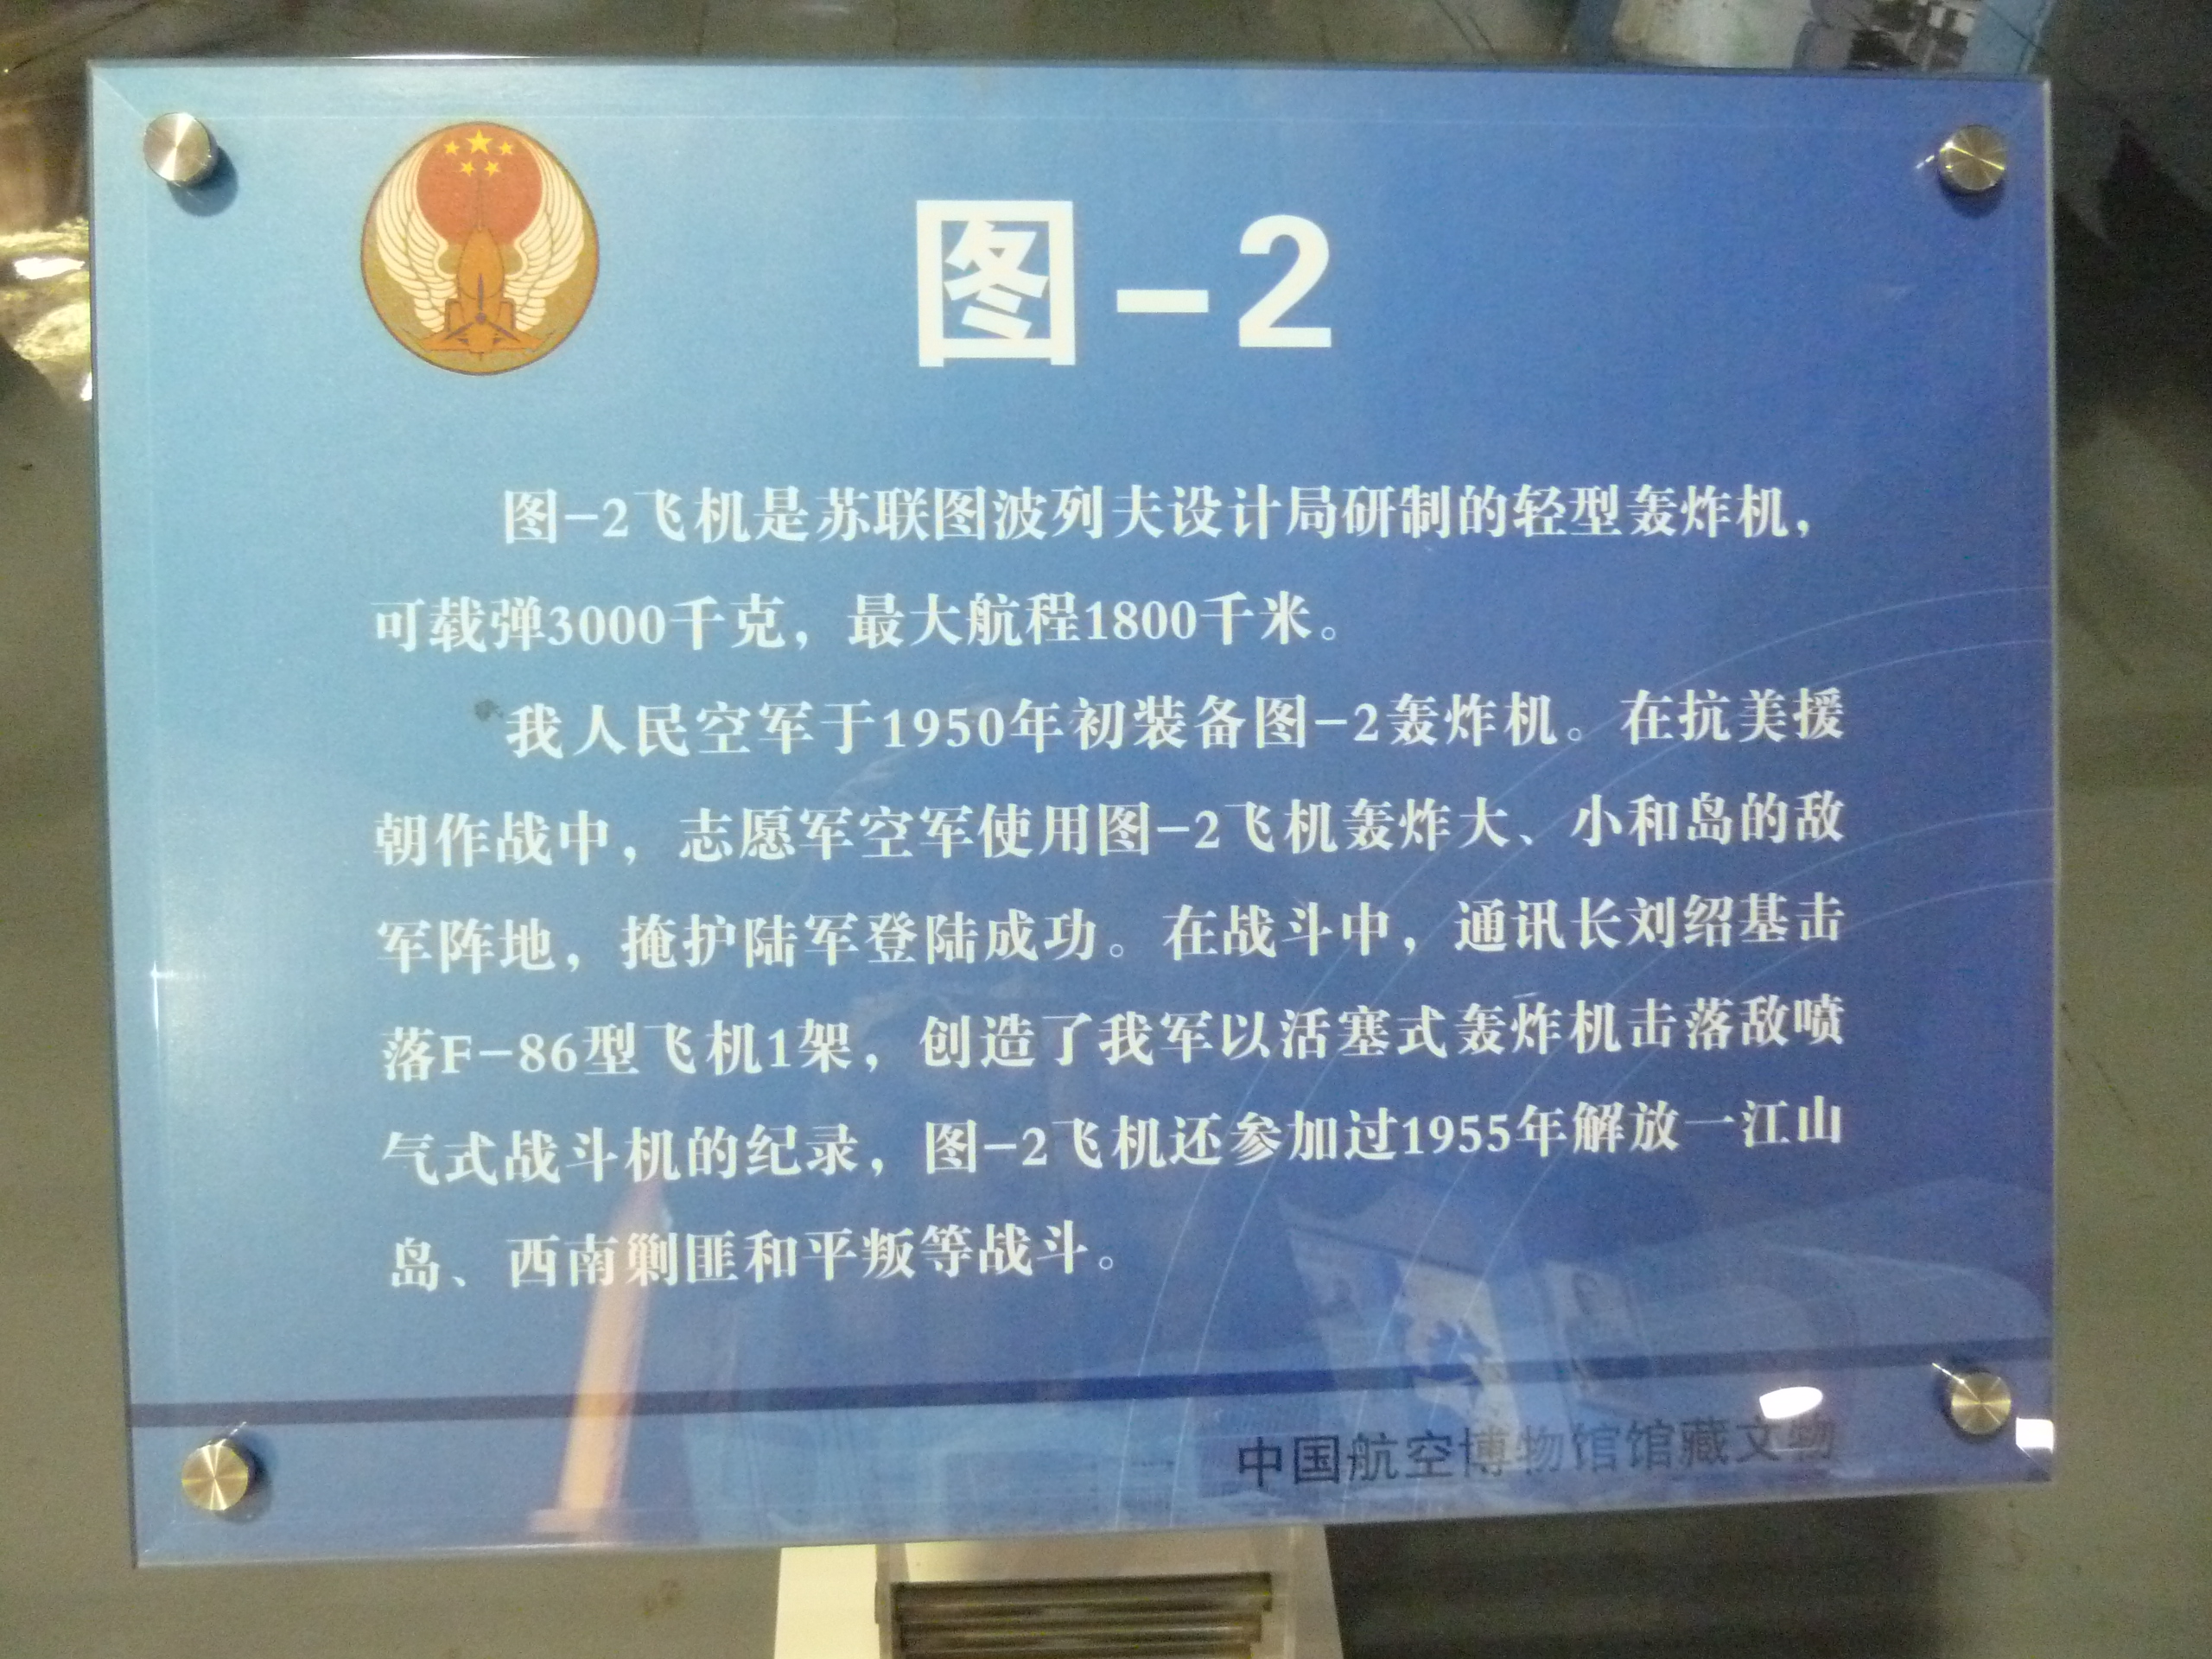 图-2
图-2飞机是苏联图波列夫设计局研制的轻型轰炸机，
可载弹3000千克，最大航程1800千米。
我人民空军于1950年初装备图-2轰炸机。在抗美援
朝作战中，志愿军空军使用图-2飞机轰炸大、小和岛的敌
军阵地，掩护陆军登陆成功。在战斗中，通讯长刘绍基击
落F-86型飞机1架，创造了我军以活塞式轰炸机击落敌喷
气式战斗机的纪录，图-2飞机还参加过1955年解放一江山
岛、西南剿匪和平叛等战斗。
中国航空博物馆馆藏文物